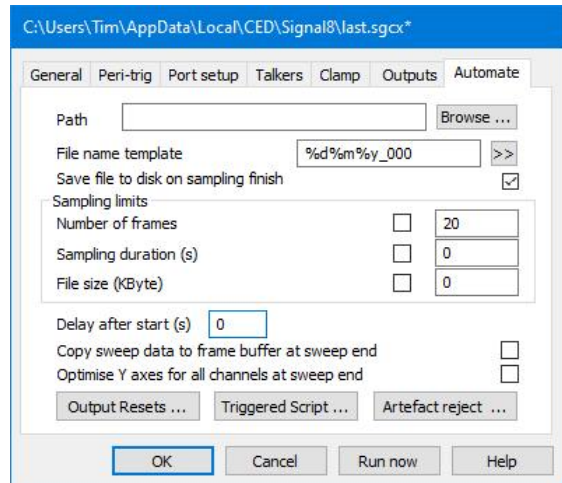 C:\Users\Tim\AppData\Local\CED\Signal8\last.sgcx*
General Peri-trig Port setup Talkers Clamp Outputs Automate
Path Browse ...
File name template %d%m%y_000 >>
Save file to disk on sampling finish
Sampling limits
Number of frames 20
Sampling duration (s) 0
File size (KByte) 0
Delay after start (s) 0
Copy sweep data to frame buffer at sweep end
Optimise Y axes for all channels at sweep end
Output Resets ... Triggered Script ... Artefact reject ...
OK Cancel Run now Help